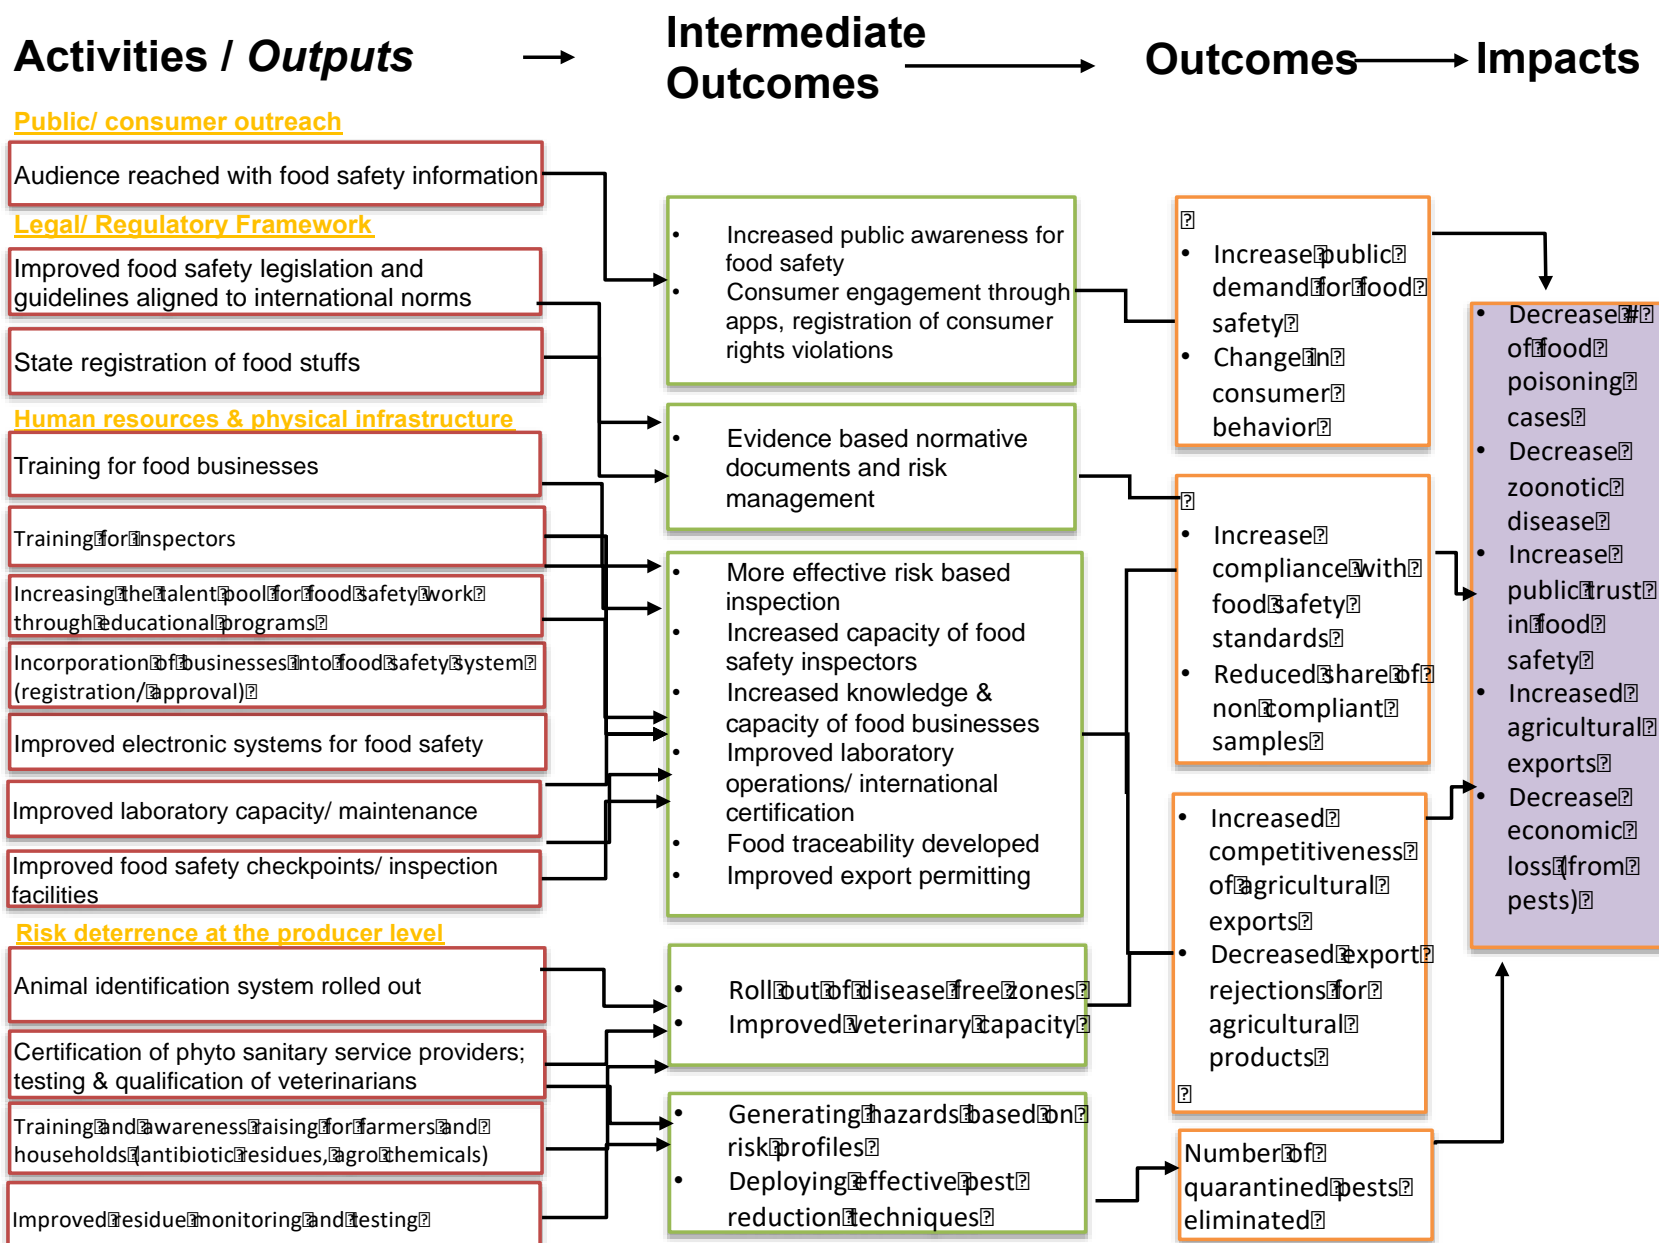 Activities / Outputs
Intermediate
Outcomes
Outcomes
Impacts
Public/ consumer outreach
Audience reached with food safety information
Legal/ Regulatory Framework
Improved food safety legislation and
guidelines aligned to international norms
State registration of food stuffs
Human resources & physical infrastructure
Training for food businesses
Training for inspectors
Increasing the talent pool for food safety work
through educational programs
Incorporation of businesses into food safety system
(registration/ approval)
Improved electronic systems for food safety
Improved laboratory capacity/ maintenance
Improved food safety checkpoints/ inspection
facilities
Risk deterrence at the producer level
Animal identification system rolled out
Certification of phyto sanitary service providers;
testing & qualification of veterinarians
Training and awareness raising for farmers and
households (antibiotic residues, agro chemicals)
Improved residue monitoring and testing
• Increased public awareness for
food safety
• Consumer engagement through
apps, registration of consumer
rights violations
• Evidence based normative
documents and risk
management
• More effective risk based
inspection
• Increased capacity of food
safety inspectors
• Increased knowledge &
capacity of food businesses
• Improved laboratory
operations/ international
certification
• Food traceability developed
• Improved export permitting
• Roll out of disease free zones
• Improved veterinary capacity
• Generating hazards based on
risk profiles
• Deploying effective pest
reduction techniques
• Increase public
demand for food
safety
• Change in
consumer
behavior
• Increase
compliance with
food safety
standards
• Reduced share of
non compliant
samples
• Increased
competitiveness
of agricultural
exports
• Decreased export
rejections for
agricultural
products
Number of
quarantined pests
eliminated
• Decrease #
of food
poisoning
cases
• Decrease
zoonotic
disease
• Increase
public trust
in food
safety
• Increased
agricultural
exports
• Decrease
economic
loss (from
pests)